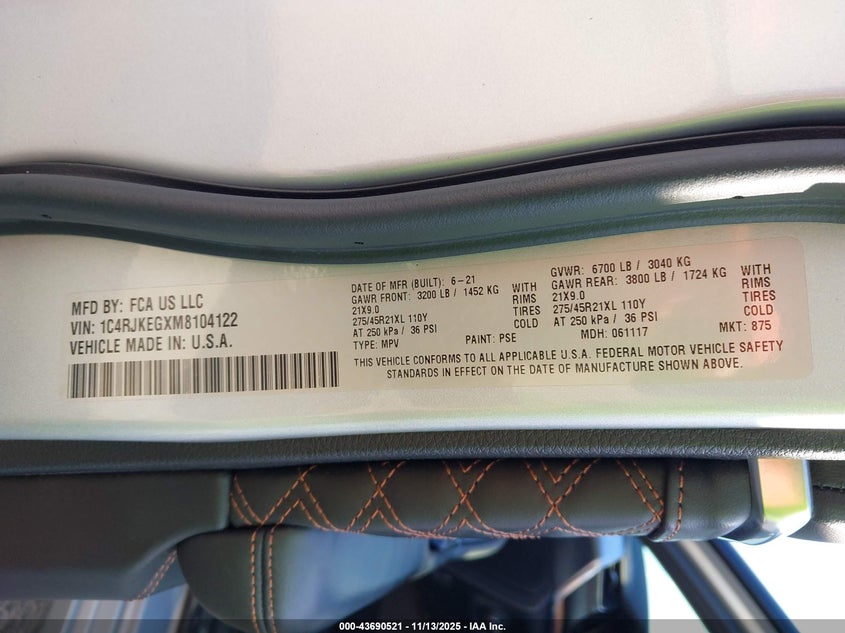 MFD BY: FCA US LLC
VIN: 1C4RJKEGXM8104122
VEHICLE MADE IN: U.S.A.
DATE OF MFR (BUILT): 6-21
GAWR FRONT: 3200 LB / 1452 KG WITH
21X9.0 RIMS
275/45R21XL 110Y TIRES
AT 250 kPa / 36 PSI COLD
TYPE: MPV PAINT: PSE
GVWR: 6700 LB / 3040 KG
GAWR REAR: 3800 LB / 1724 KG WITH
21X9.0 RIMS
275/45R21XL 110Y TIRES
AT 250 kPa / 36 PSI COLD
MDH: 061117 MKT: 875
THIS VEHICLE CONFORMS TO ALL APPLICABLE U.S.A. FEDERAL MOTOR VEHICLE SAFETY
STANDARDS IN EFFECT ON THE DATE OF MANUFACTURE SHOWN ABOVE.
000-43690521 - 11/13/2025 - IAA Inc.